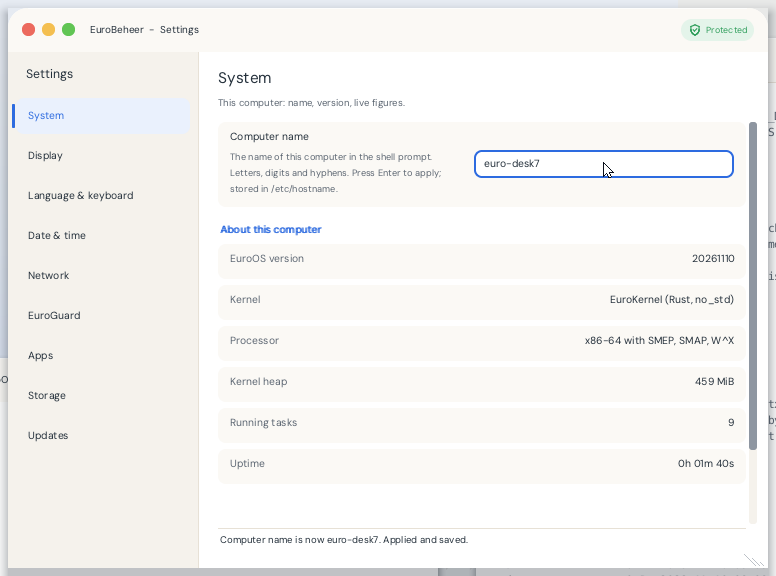 EuroBeheer - Settings
Protected
Settings
System
Display
Language & keyboard
Date & time
Network
EuroGuard
Apps
Storage
Updates
System
This computer: name, version, live figures.
Computer name
The name of this computer in the shell prompt.
Letters, digits and hyphens. Press Enter to apply;
stored in /etc/hostname.
euro-desk7
About this computer
EuroOS version 20261110
Kernel EuroKernel (Rust, no_std)
Processor x86-64 with SMEP, SMAP, W^X
Kernel heap 459 MiB
Running tasks 9
Uptime 0h 01m 40s
Computer name is now euro-desk7. Applied and saved.